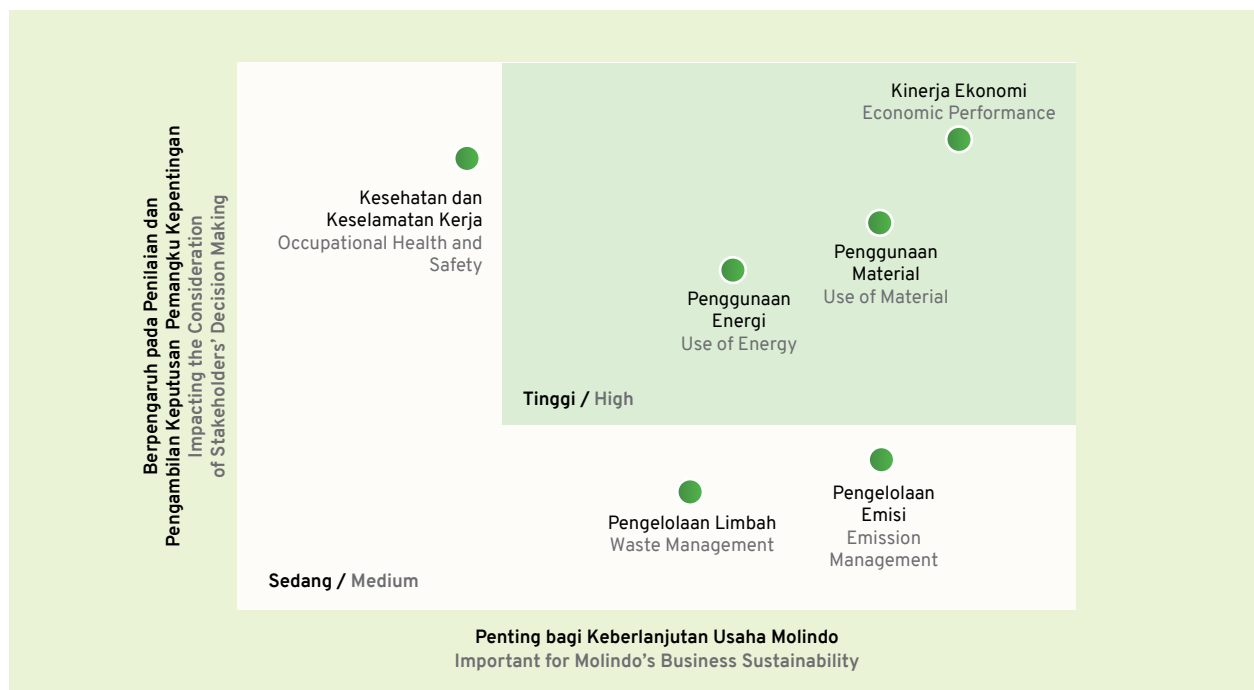 Berpengaruh pada Penilaian dan
Pengambilan Keputusan Pemangku Kepentingan
Impacting the Consideration
of Stakeholders' Decision Making
Kinerja Ekonomi
Economic Performance
Kesehatan dan
Keselamatan Kerja
Occupational Health and
Safety
Penggunaan
Material
Use of Material
Penggunaan
Energi
Use of Energy
Tinggi / High
Pengelolaan Limbah
Waste Management
Pengelolaan
Emisi
Emission
Management
Sedang / Medium
Penting bagi Keberlanjutan Usaha Molindo
Important for Molindo's Business Sustainability